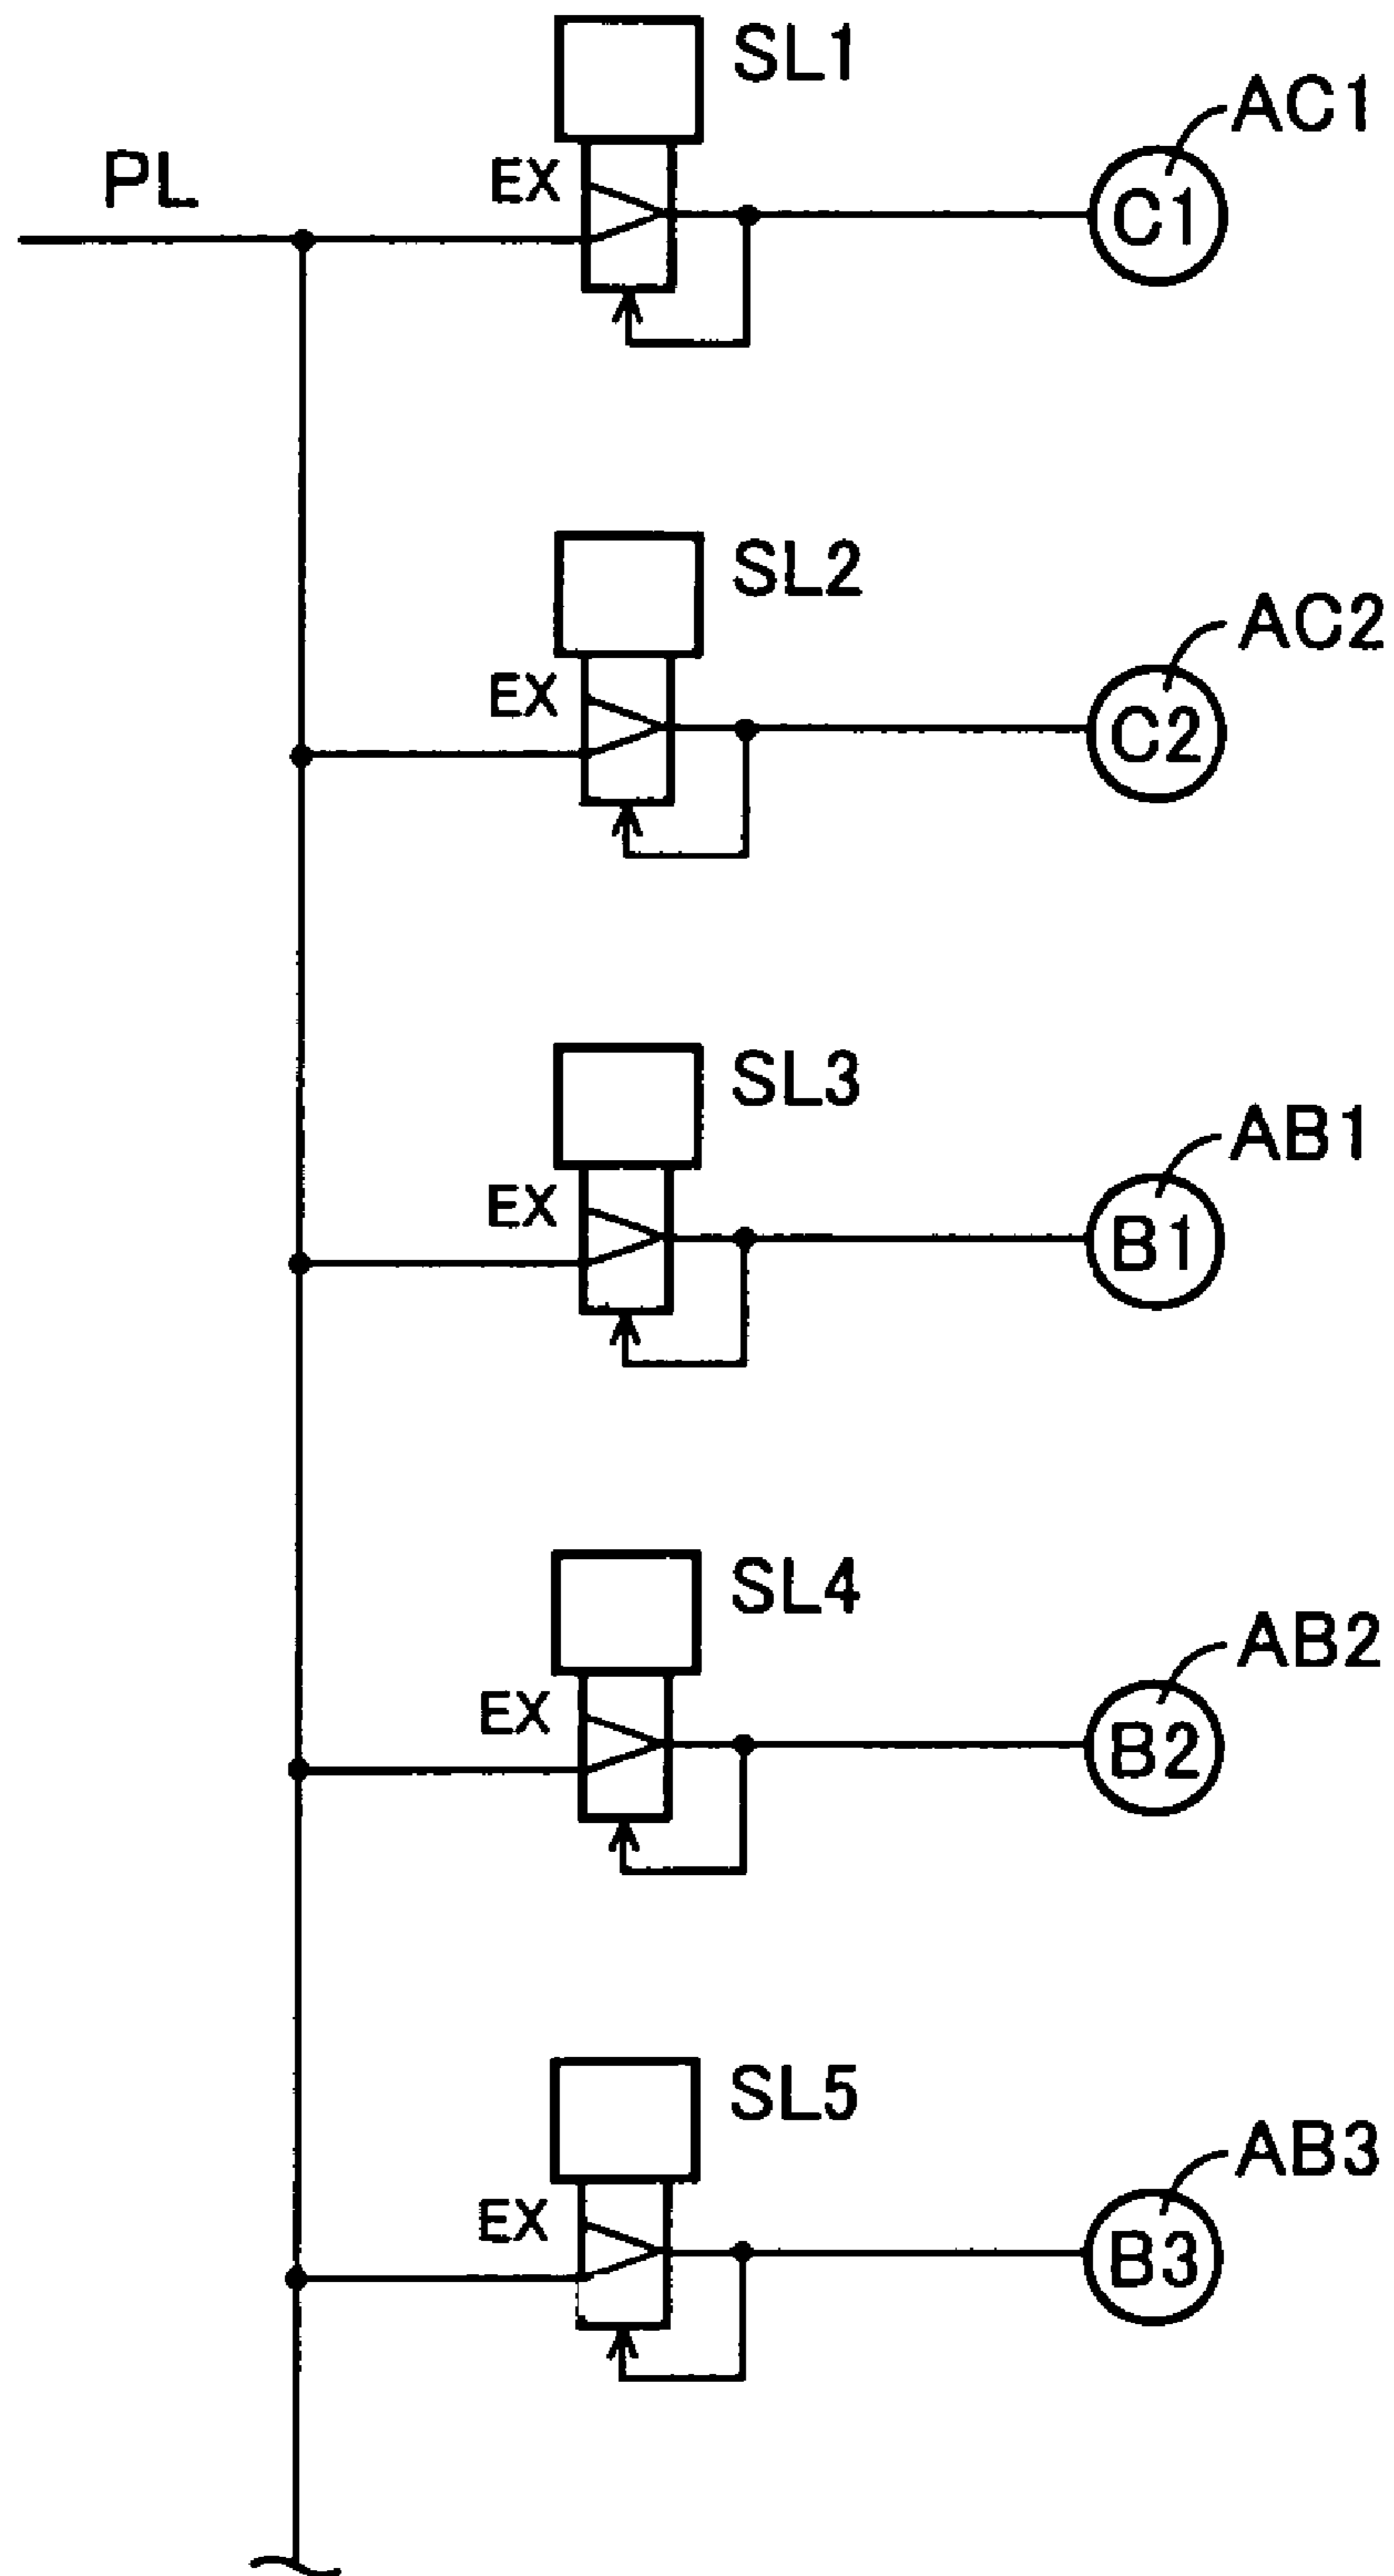 SL1
AC1
PL
EX
C1
SL2
AC2
EX
C2
SL3
AB1
EX
B1
SL4
AB2
EX
B2
SL5
AB3
EX
B3